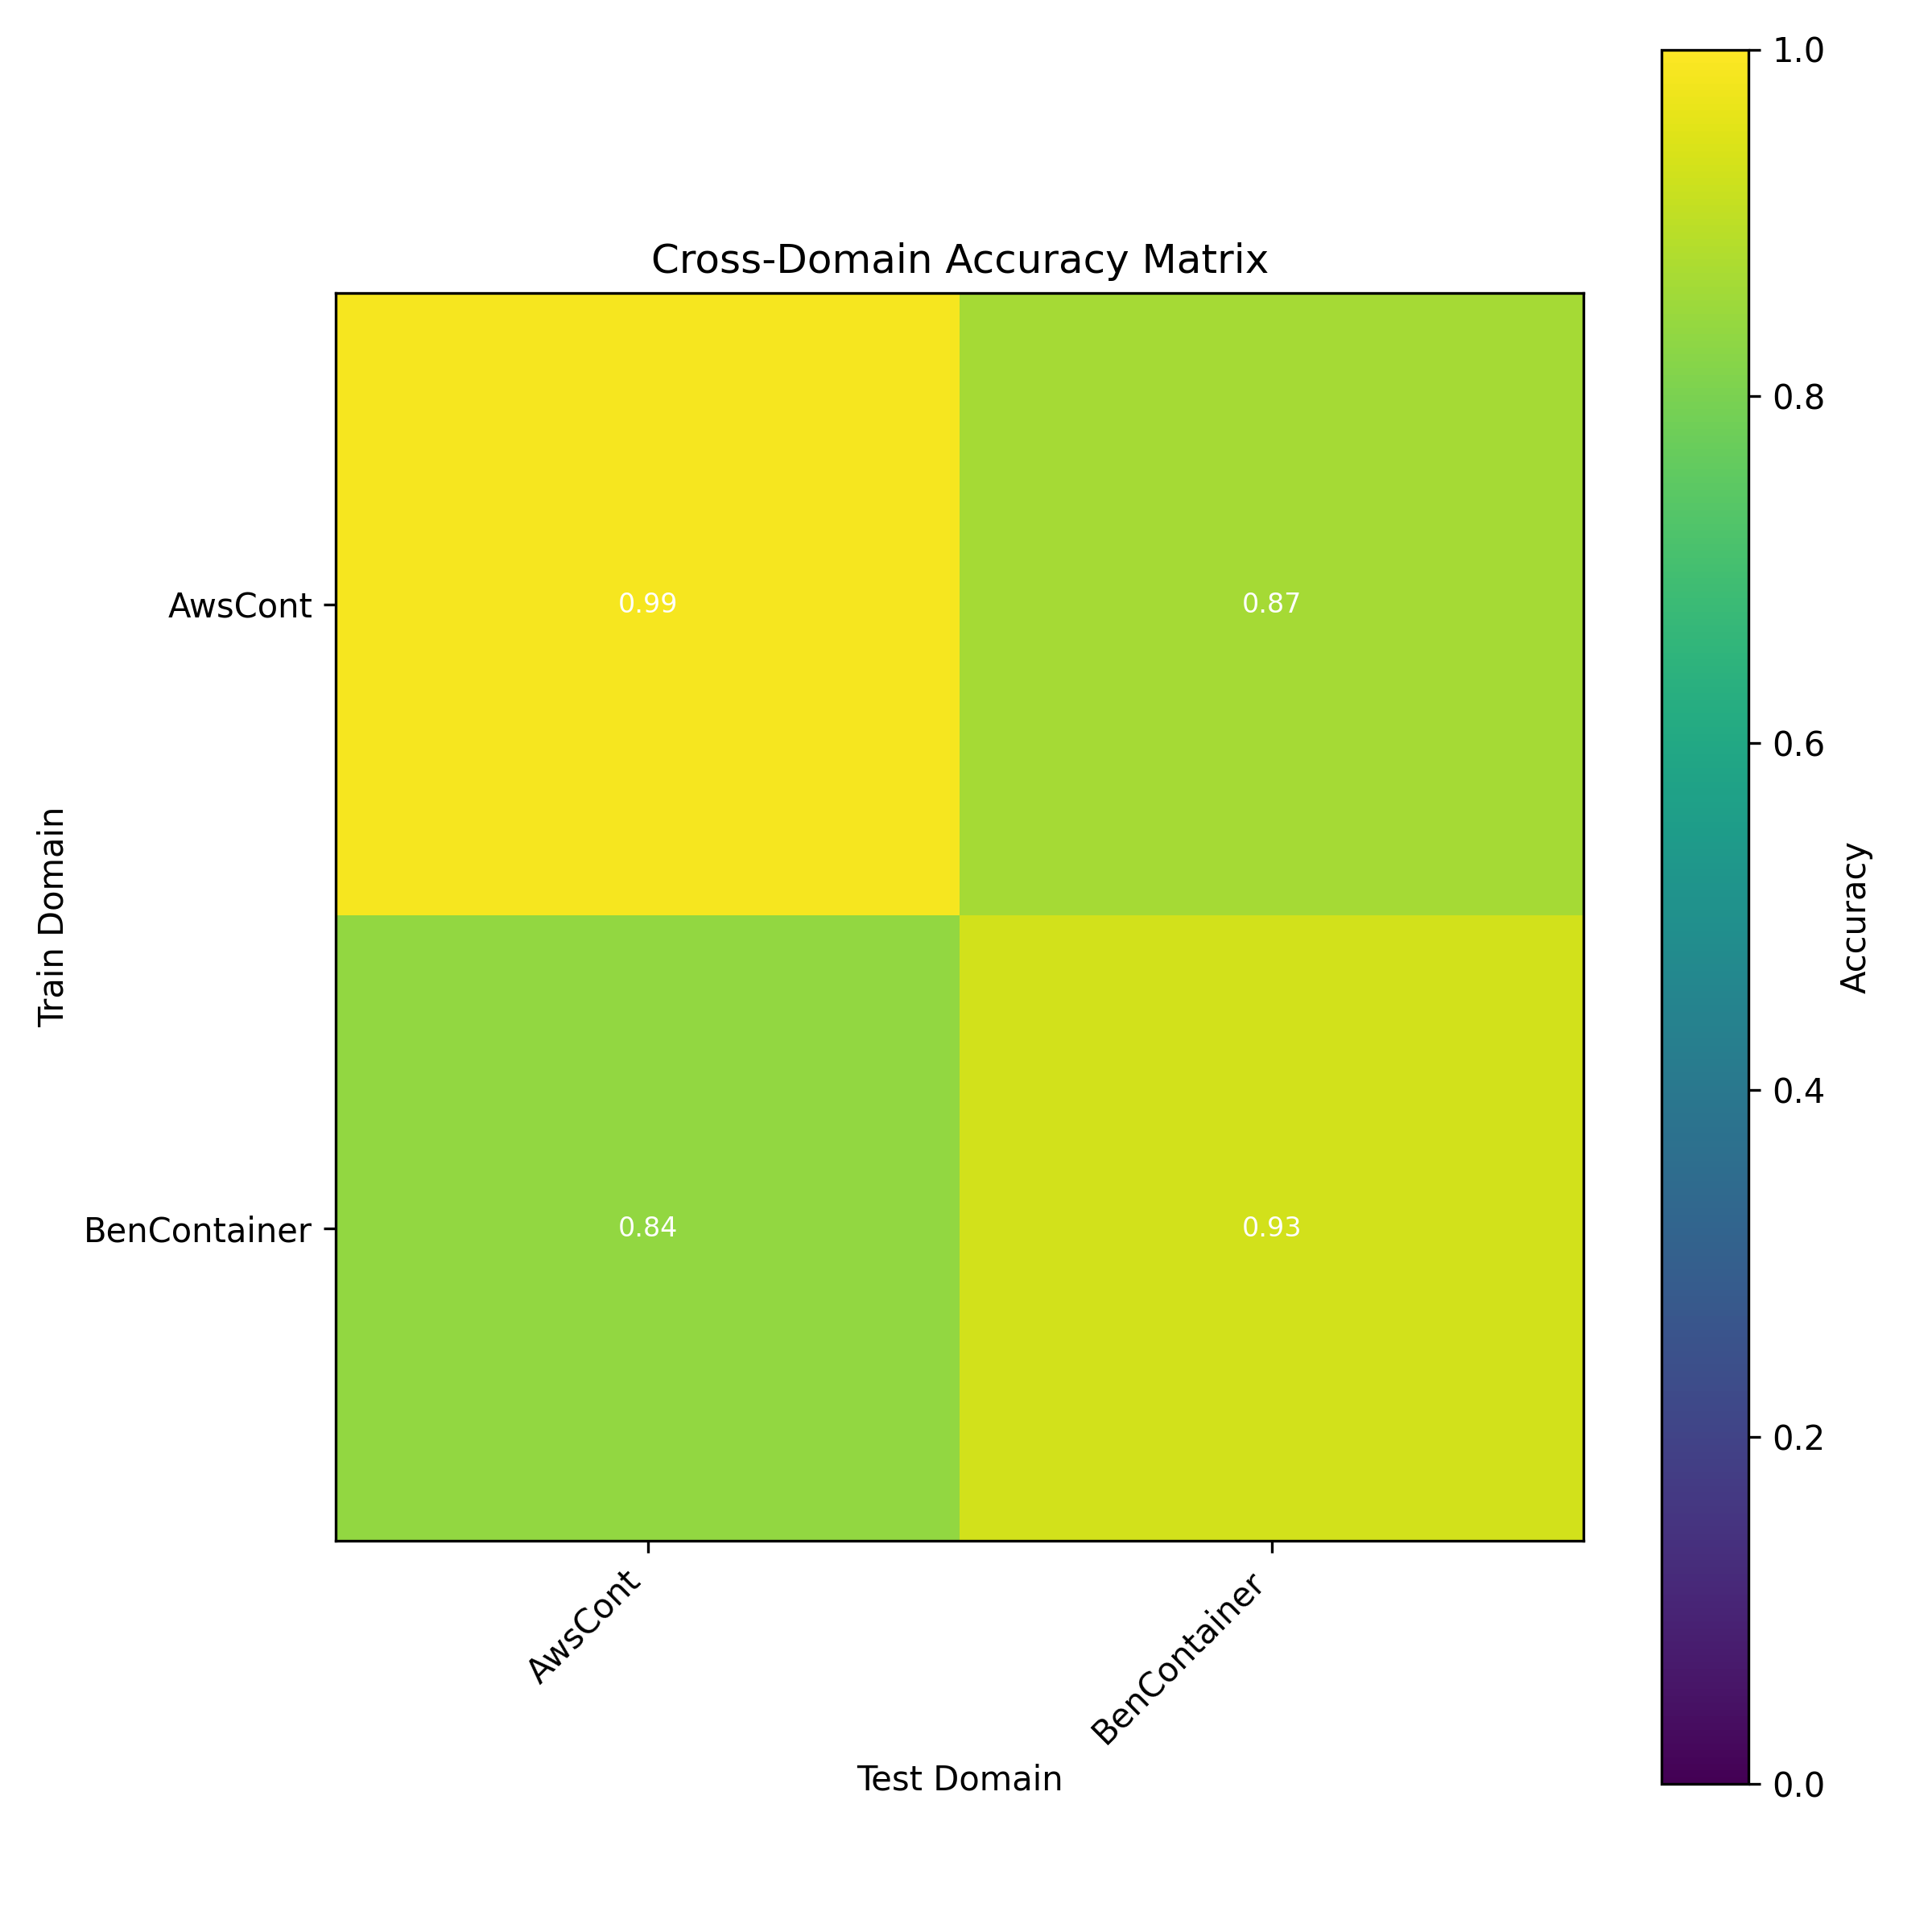 Cross-Domain Accuracy Matrix
Train Domain
AwsCont
BenContainer
0.99
0.87
0.84
0.93
AwsCont
BenContainer
Test Domain
1.0
0.8
0.6
0.4
0.2
0.0
Accuracy